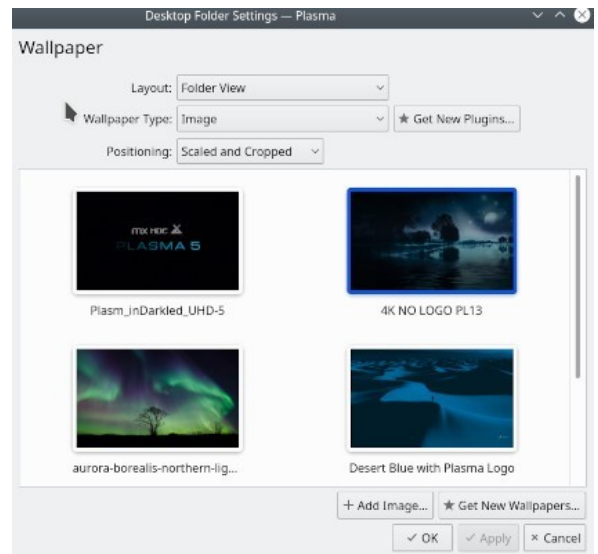 Desktop Folder Settings — Plasma
Wallpaper
Layout: Folder View
Wallpaper Type: Image ★ Get New Plugins...
Positioning: Scaled and Cropped
PLASMA 5
Plasm_inDarkled_UHD-5 4K NO LOGO PL13
aurora-borealis-northern-lig... Desert Blue with Plasma Logo
+ Add Image... ★ Get New Wallpapers...
✓ OK ✓ Apply × Cancel